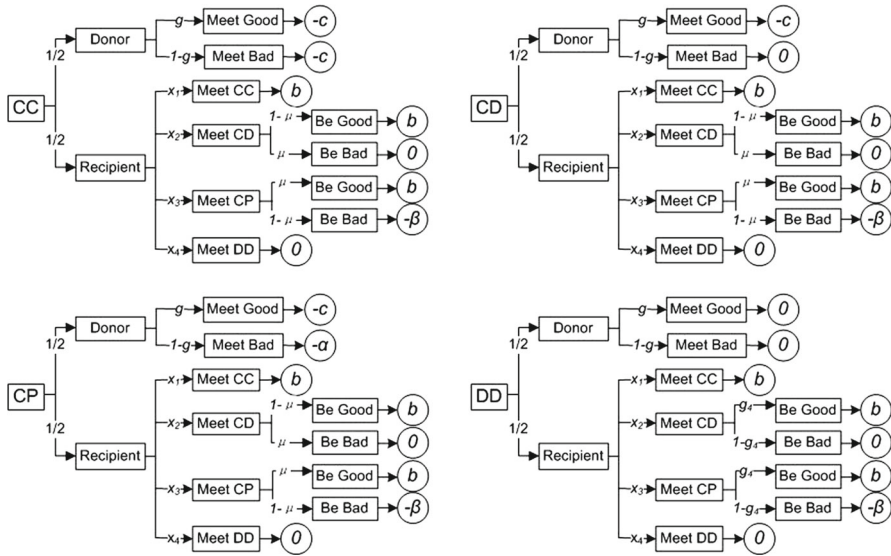 CC
1/2
Donor
g
Meet Good
-c
1-g
Meet Bad
-c
1/2
Recipient
x1
Meet CC
b
x2
Meet CD
1- μ
Be Good
b
μ
Be Bad
0
x3
Meet CP
μ
Be Good
b
1- μ
Be Bad
-β
x4
Meet DD
0
CD
1/2
Donor
g
Meet Good
-c
1-g
Meet Bad
0
1/2
Recipient
x1
Meet CC
b
x2
Meet CD
1- μ
Be Good
b
μ
Be Bad
0
x3
Meet CP
μ
Be Good
b
1- μ
Be Bad
-β
x4
Meet DD
0
CP
1/2
Donor
g
Meet Good
-c
1-g
Meet Bad
-α
1/2
Recipient
x1
Meet CC
b
x2
Meet CD
1- μ
Be Good
b
μ
Be Bad
0
x3
Meet CP
μ
Be Good
b
1- μ
Be Bad
-β
x4
Meet DD
0
DD
1/2
Donor
g
Meet Good
0
1-g
Meet Bad
0
1/2
Recipient
x1
Meet CC
b
x2
Meet CD
g4
Be Good
b
1-g4
Be Bad
0
x3
Meet CP
g4
Be Good
b
1-g4
Be Bad
-β
x4
Meet DD
0